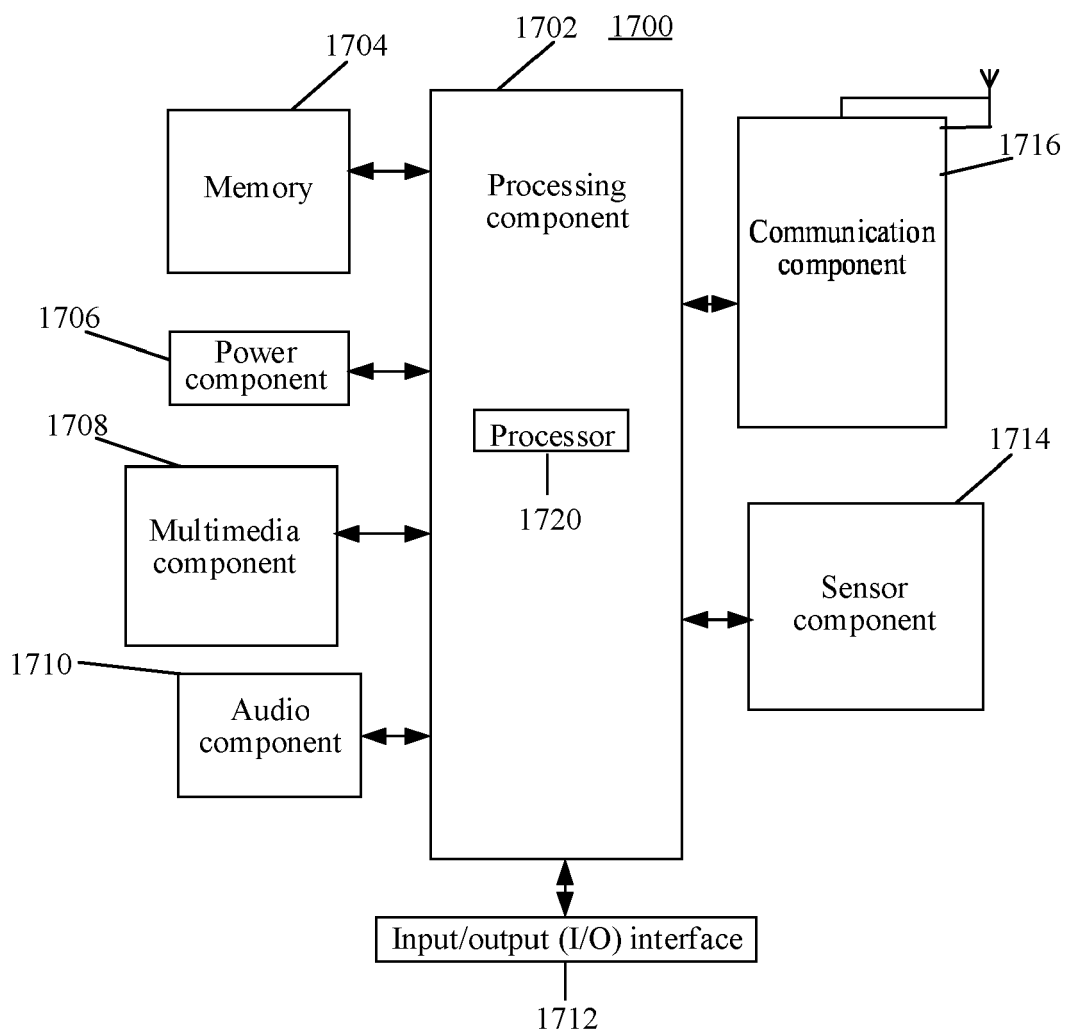 1700
1702
1704
Memory
Processing
component
1716
Communication
component
1706
Power
component
Processor
1720
1708
Multimedia
component
1714
Sensor
component
1710
Audio
component
Input/output (I/O) interface
1712